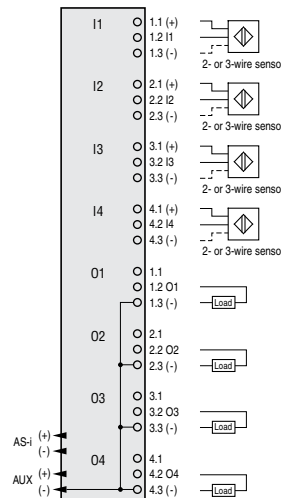 I1
1.1 (+)
1.2 I1
1.3 (-)
2- or 3-wire senso
I2
2.1 (+)
2.2 I2
2.3 (-)
2- or 3-wire senso
I3
3.1 (+)
3.2 I3
3.3 (-)
2- or 3-wire senso
I4
4.1 (+)
4.2 I4
4.3 (-)
2- or 3-wire senso
O1
1.1
1.2 O1
1.3 (-)
Load
O2
2.1
2.2 O2
2.3 (-)
Load
O3
3.1
3.2 O3
3.3 (-)
Load
AS-i (+)
(-)
O4
4.1
AUX (+)
4.2 O4
(-)
4.3 (-)
Load